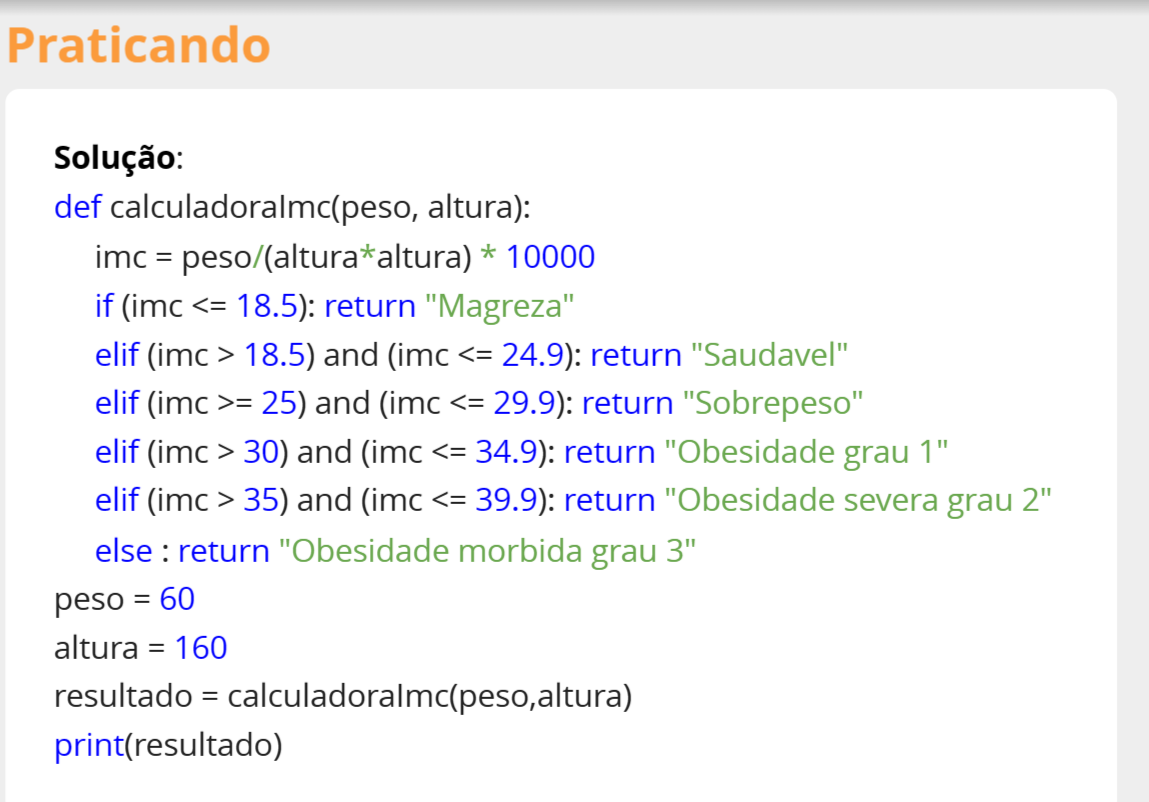 Praticando
Solução:
def calculadoraImc(peso, altura):
imc = peso/(altura*altura) * 10000
if (imc <= 18.5): return "Magreza"
elif (imc > 18.5) and (imc <= 24.9): return "Saudavel"
elif (imc >= 25) and (imc <= 29.9): return "Sobrepeso"
elif (imc > 30) and (imc <= 34.9): return "Obesidade grau 1"
elif (imc > 35) and (imc <= 39.9): return "Obesidade severa grau 2"
else : return "Obesidade morbida grau 3"
peso = 60
altura = 160
resultado = calculadoraImc(peso,altura)
print(resultado)